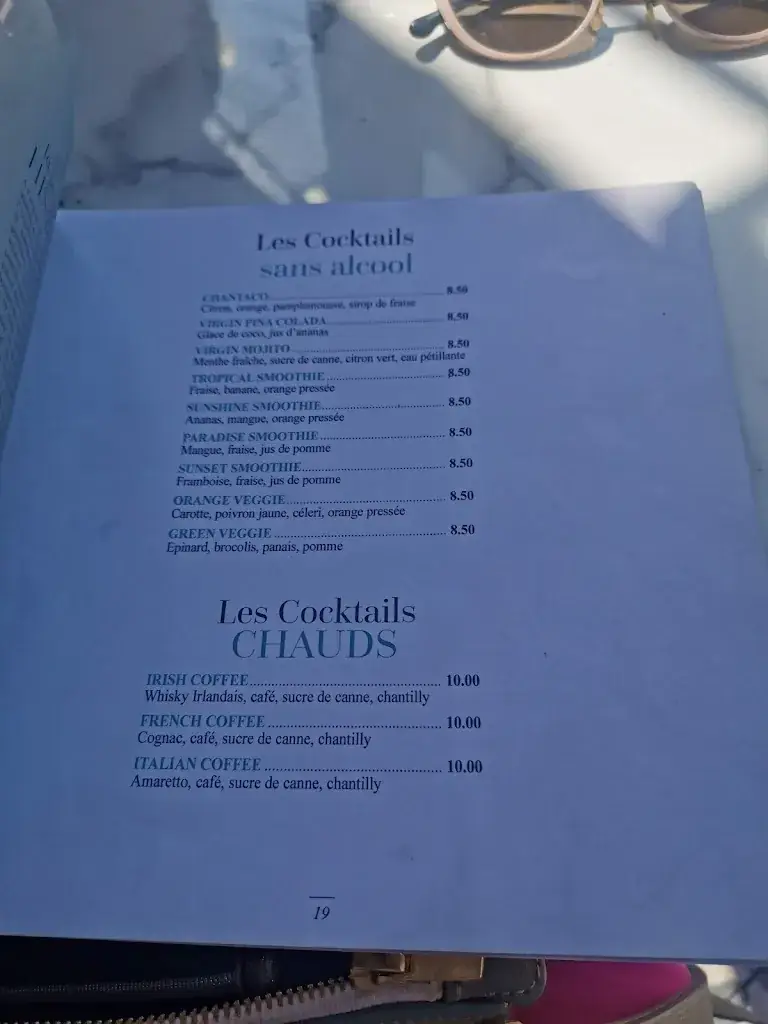 Les Cocktails
sans alcool
CHANTACO 8.50
Citron, orange, pamplemousse, sirop de fraise
VIRGIN PINA COLADA 8.50
Glace de coco, jus d'ananas
VIRGIN MOJITO 8.50
Menthe fraîche, sucre de canne, citron vert, eau pétillante
TROPICAL SMOOTHIE 8.50
Fraise, banane, orange pressée
SUNSHINE SMOOTHIE 8.50
Ananas, mangue, orange pressée
PARADISE SMOOTHIE 8.50
Mangue, fraise, jus de pomme
SUNSET SMOOTHIE 8.50
Framboise, fraise, jus de pomme
ORANGE VEGGIE 8.50
Carotte, poivron jaune, céleri, orange pressée
GREEN VEGGIE 8.50
Epinard, brocolis, panais, pomme
Les Cocktails
CHAUDS
IRISH COFFEE 10.00
Whisky Irlandais, café, sucre de canne, chantilly
FRENCH COFFEE 10.00
Cognac, café, sucre de canne, chantilly
ITALIAN COFFEE 10.00
Amaretto, café, sucre de canne, chantilly
19